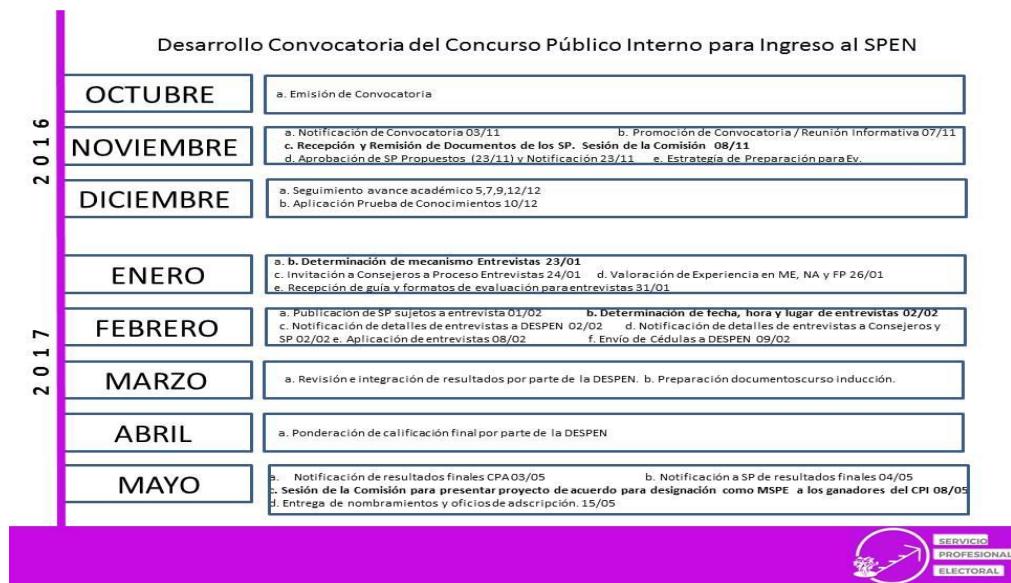 Desarrollo Convocatoria del Concurso Público Interno para Ingreso al SPEN
2016
OCTUBRE
a. Emisión de Convocatoria
NOVIEMBRE
a. Notificación de Convocatoria 03/11 b. Promoción de Convocatoria / Reunión Informativa 07/11
c. Recepción y Remisión de Documentos de los SP. Sesión de la Comisión 08/11
d. Aprobación de SP Propuestos (23/11) y Notificación 23/11 e. Estrategía de Preparación para Ev.
DICIEMBRE
a. Seguimiento avance académico 5,7,9,12/12
b. Aplicación Prueba de Conocimientos 10/12
2017
ENERO
a. b. Determinación de mecanismo Entrevistas 23/01
c. Invitación a Consejeros a Proceso Entrevistas 24/01 d. Valoración de Experiencia en ME, NA y FP 26/01
e. Recepción de guía y formatos de evaluación para entrevistas 31/01
FEBRERO
a. Publicación de SP sujetos a entrevista 01/02 b. Determinación de fecha, hora y lugar de entrevistas 02/02
c. Notificación de detalles de entrevistas a DESPEN 02/02 d. Notificación de detalles de entrevistas a Consejeros y
SP 02/02 e. Aplicación de entrevistas 08/02 f. Envío de Cédulas a DESPEN 09/02
MARZO
a. Revisión e integración de resultados por parte de la DESPEN. b. Preparación documentoscurso inducción.
ABRIL
a. Ponderación de calificación final por parte de la DESPEN
MAYO
a. Notificación de resultados finales CPA 03/05 b. Notificación a SP de resultados finales 04/05
c. Sesión de la Comisión para presentar proyecto de acuerdo para designación como MSPE a los ganadores del CPI 08/05
d. Entrega de nombramientos y oficios de adscripción. 15/05
SERVICIO
PROFESIONAL
ELECTORAL